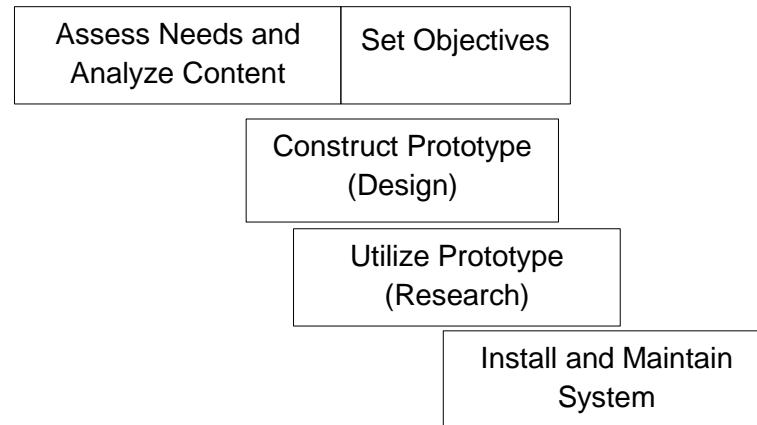 Assess Needs and
Analyze Content
Set Objectives
Construct Prototype
(Design)
Utilize Prototype
(Research)
Install and Maintain
System